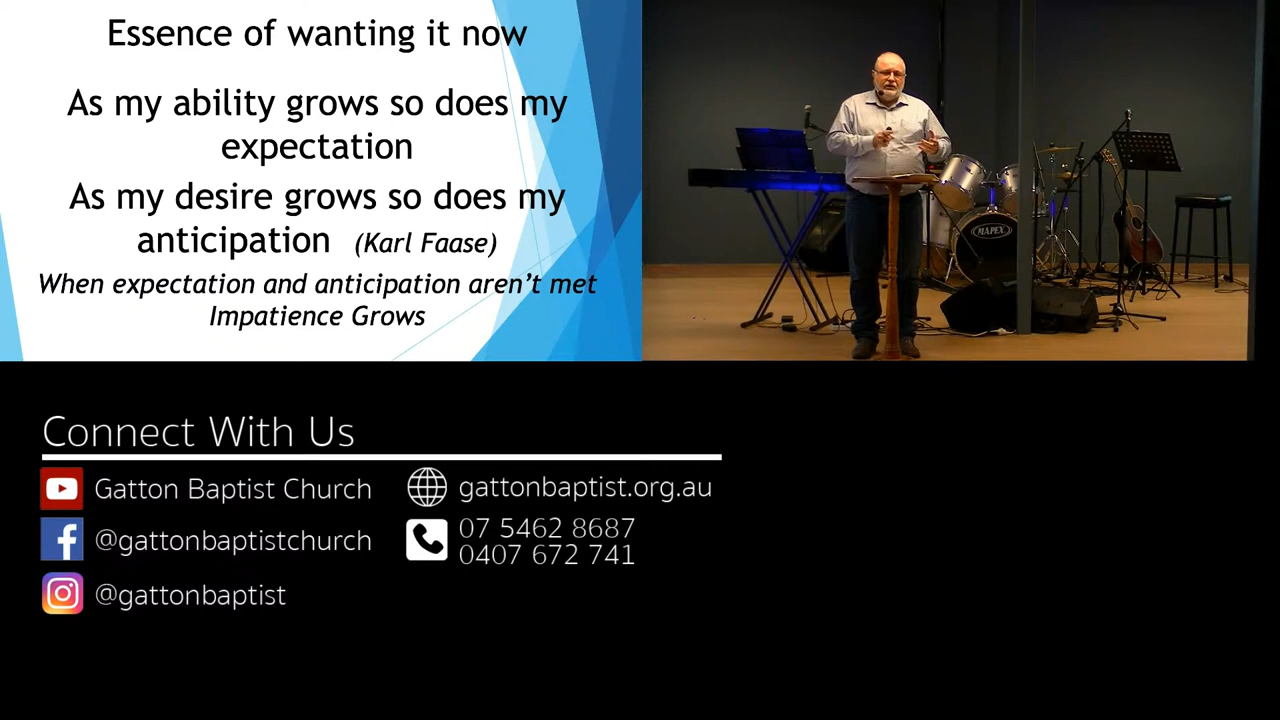 Essence of wanting it now
As my ability grows so does my
expectation
As my desire grows so does my
anticipation (Karl Faase)
When expectation and anticipation aren't met
Impatience Grows
MAPEX
Connect With Us
Gatton Baptist Church
@gattonbaptistchurch
@gattonbaptist
gattonbaptist.org.au
07 5462 8687
0407 672 741